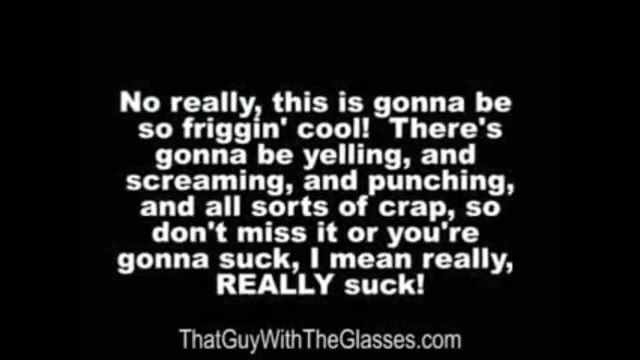 No really, this is gonna be
so friggin' cool! There's
gonna be yelling, and
screaming, and punching,
and all sorts of crap, so
don't miss it or you're
gonna suck, I mean really,
REALLY suck!
ThatGuyWithTheGlasses.com